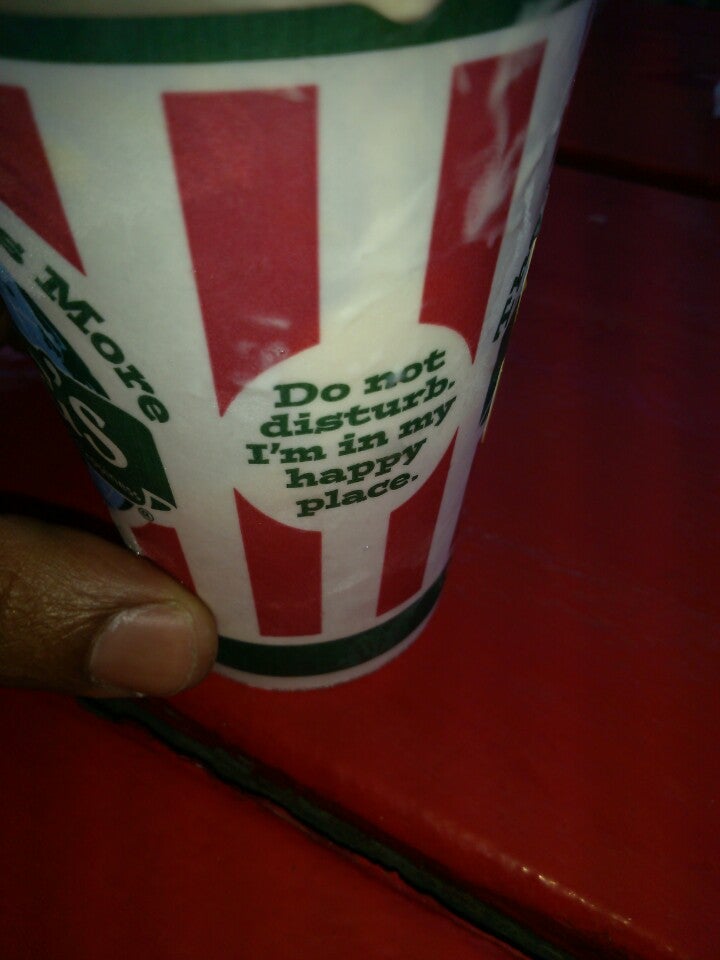 More
Do not
disturb.
I'm in my
happy
place.